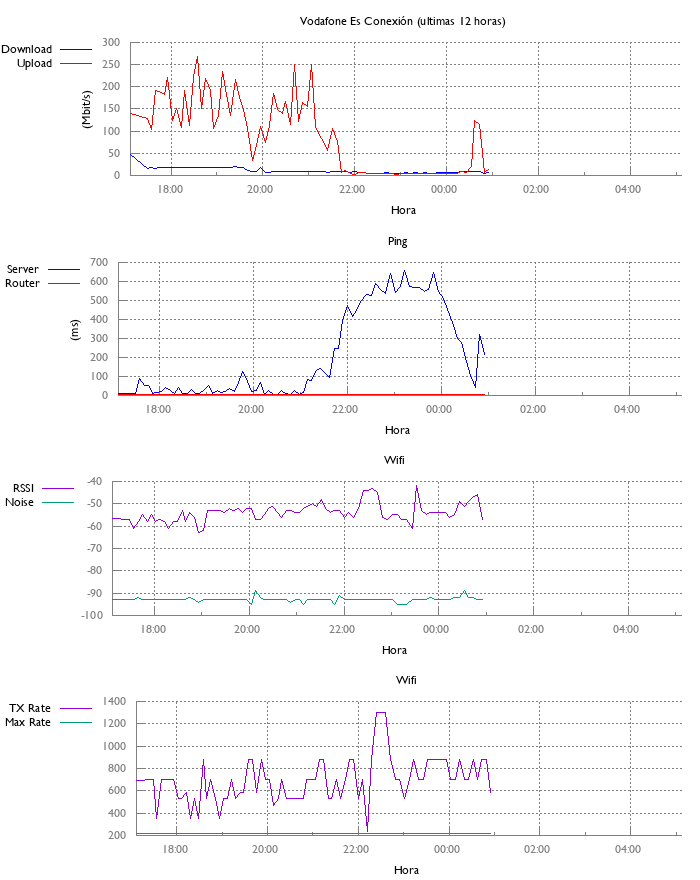 Vodafone Es Conexión (ultimas 12 horas)
Download
Upload
300
250
200
150
100
50
0
(Mbit/s)
18:00 20:00 22:00 00:00 02:00 04:00
Hora
Ping
Server
Router
700
600
500
400
300
200
100
0
(ms)
18:00 20:00 22:00 00:00 02:00 04:00
Hora
Wifi
RSSI
Noise
-40
-50
-60
-70
-80
-90
-100
18:00 20:00 22:00 00:00 02:00 04:00
Hora
Wifi
TX Rate
Max Rate
1400
1200
1000
800
600
400
200
18:00 20:00 22:00 00:00 02:00 04:00
Hora